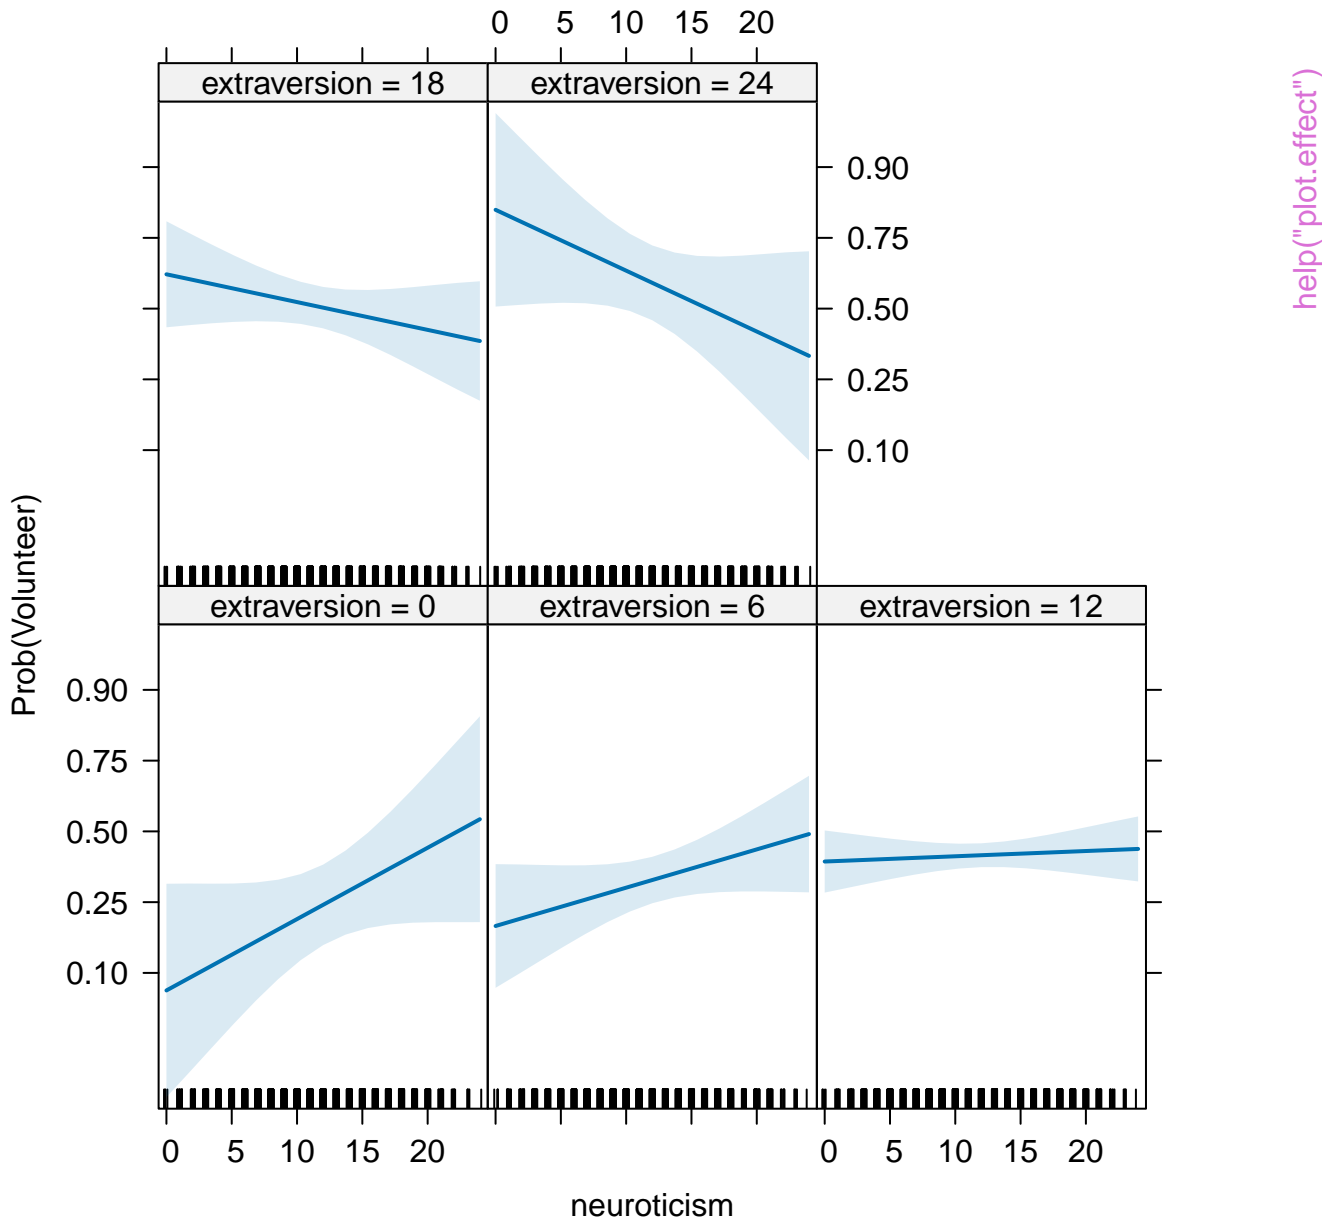 0 5 10 15 20
extraversion = 18 extraversion = 24
0.90
0.75
0.50
0.25
0.10
help("plot.effect")
Prob(Volunteer)
extraversion = 0 extraversion = 6 extraversion = 12
0.90
0.75
0.50
0.25
0.10
0 5 10 15 20 0 5 10 15 20
neuroticism